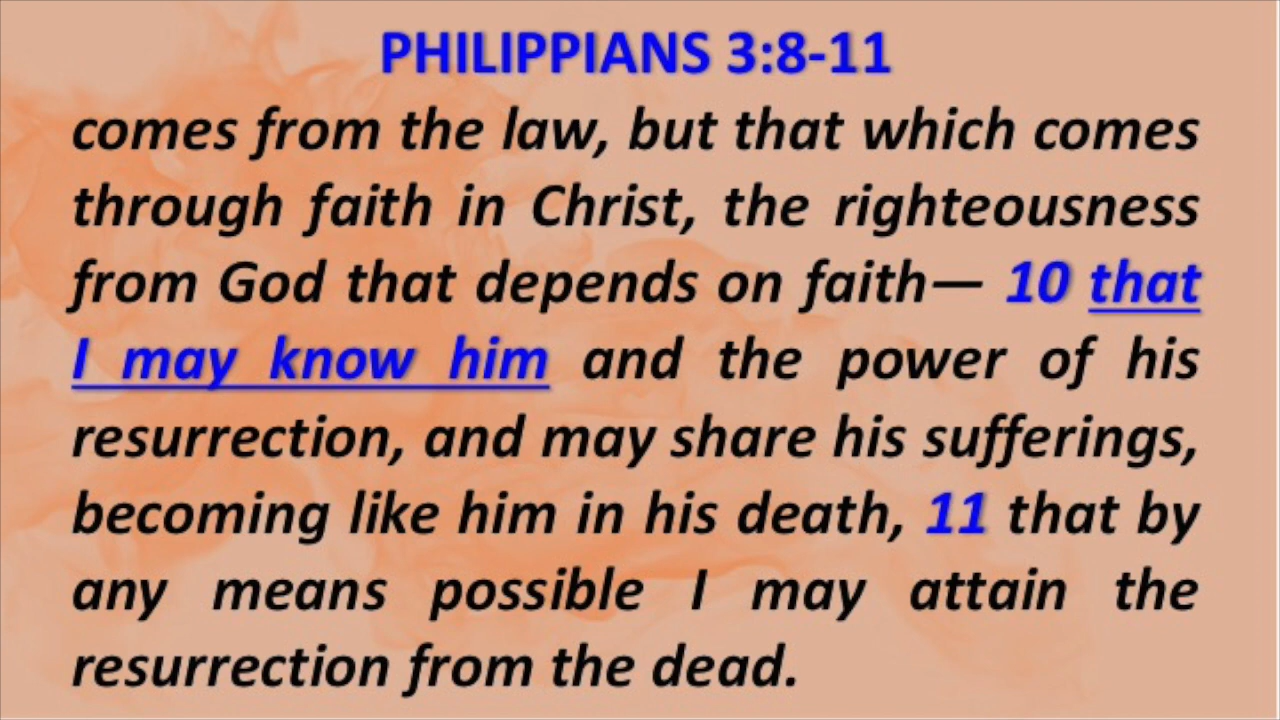 PHILIPPIANS 3:8-11
comes from the law, but that which comes
through faith in Christ, the righteousness
from God that depends on faith— 10 that
I may know him and the power of his
resurrection, and may share his sufferings,
becoming like him in his death, 11 that by
any means possible I may attain the
resurrection from the dead.